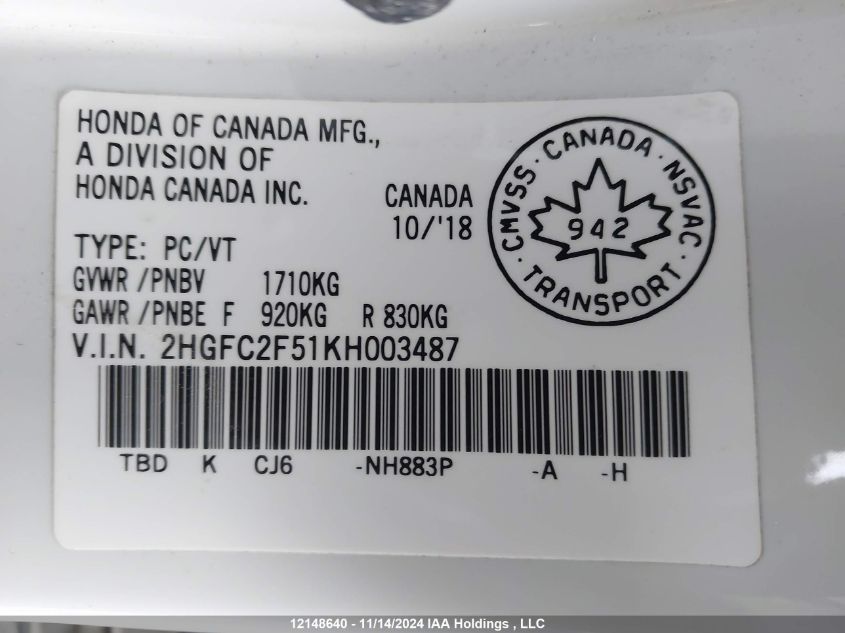 HONDA OF CANADA MFG.,
A DIVISION OF
HONDA CANADA INC.
CANADA
10/'18
TYPE: PC/VT
GVWR /PNBV 1710KG
GAWR /PNBE F 920KG R 830KG
V.I.N. 2HGFC2F51KH003487
TBD K CJ6 -NH883P -A -H
CMVSS · CANADA · NSVAC · TRANSPORT ·
942
12148640 - 11/14/2024 IAA Holdings , LLC